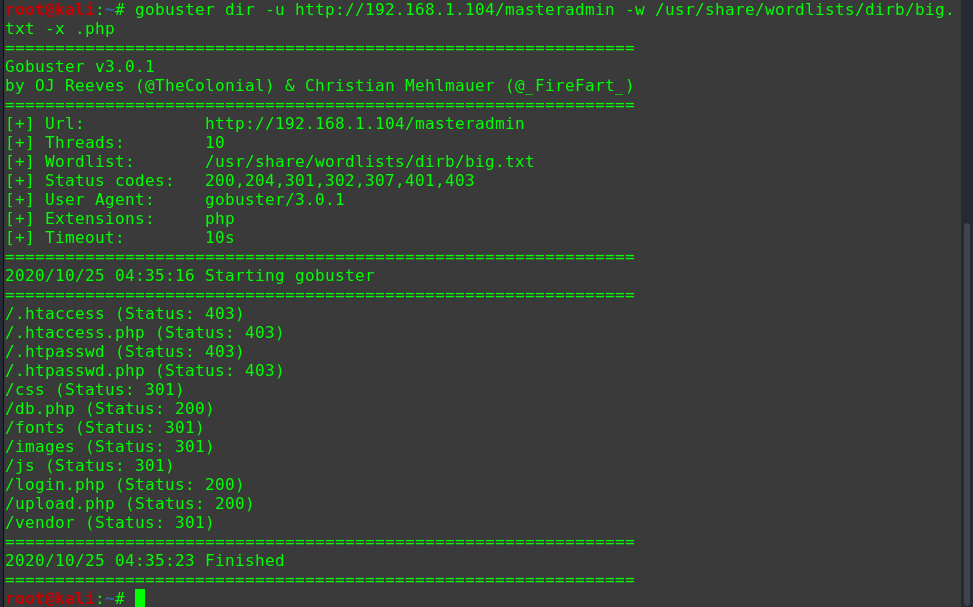 root@kali:~# gobuster dir -u http://192.168.1.104/masteradmin -w /usr/share/wordlists/dirb/big.
txt -x .php
===============================================================
Gobuster v3.0.1
by OJ Reeves (@TheColonial) & Christian Mehlmauer (@_FireFart_)
===============================================================
[+] Url:            http://192.168.1.104/masteradmin
[+] Threads:        10
[+] Wordlist:       /usr/share/wordlists/dirb/big.txt
[+] Status codes:   200,204,301,302,307,401,403
[+] User Agent:     gobuster/3.0.1
[+] Extensions:     php
[+] Timeout:        10s
===============================================================
2020/10/25 04:35:16 Starting gobuster
===============================================================
/.htaccess (Status: 403)
/.htaccess.php (Status: 403)
/.htpasswd (Status: 403)
/.htpasswd.php (Status: 403)
/css (Status: 301)
/db.php (Status: 200)
/fonts (Status: 301)
/images (Status: 301)
/js (Status: 301)
/login.php (Status: 200)
/upload.php (Status: 200)
/vendor (Status: 301)
===============================================================
2020/10/25 04:35:23 Finished
===============================================================
root@kali:~#